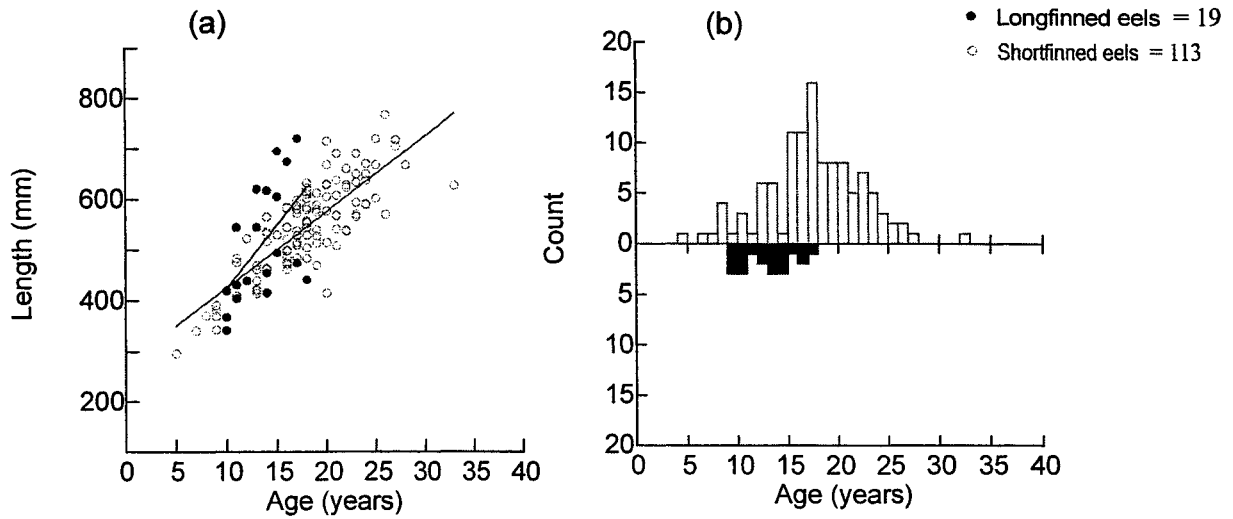 (a)
Length (mm)
800
600
400
200
0 5 10 15 20 25 30 35 40
Age (years)
(b)
● Longfinned eels = 19
○ Shortfinned eels = 113
Count
20
15
10
5
0
5
10
15
20
0 5 10 15 20 25 30 35 40
Age (years)